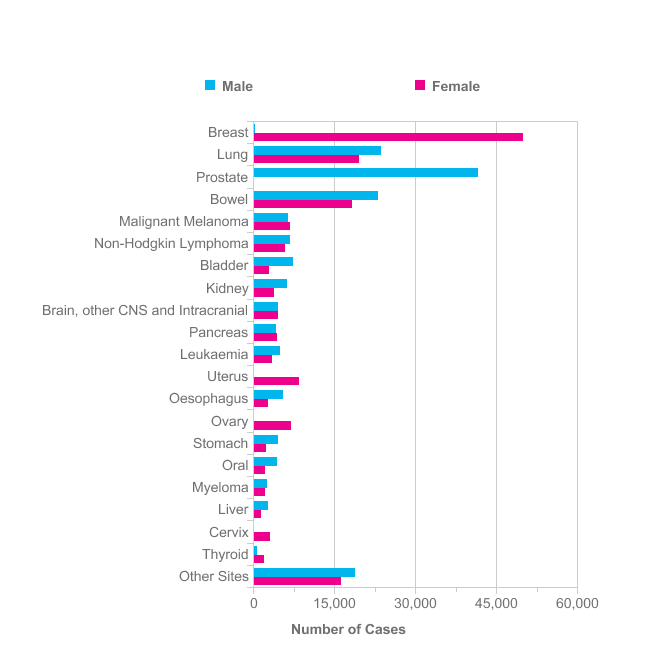 Male Female
Breast
Lung
Prostate
Bowel
Malignant Melanoma
Non-Hodgkin Lymphoma
Bladder
Kidney
Brain, other CNS and Intracranial
Pancreas
Leukaemia
Uterus
Oesophagus
Ovary
Stomach
Oral
Myeloma
Liver
Cervix
Thyroid
Other Sites
0 15,000 30,000 45,000 60,000
Number of Cases